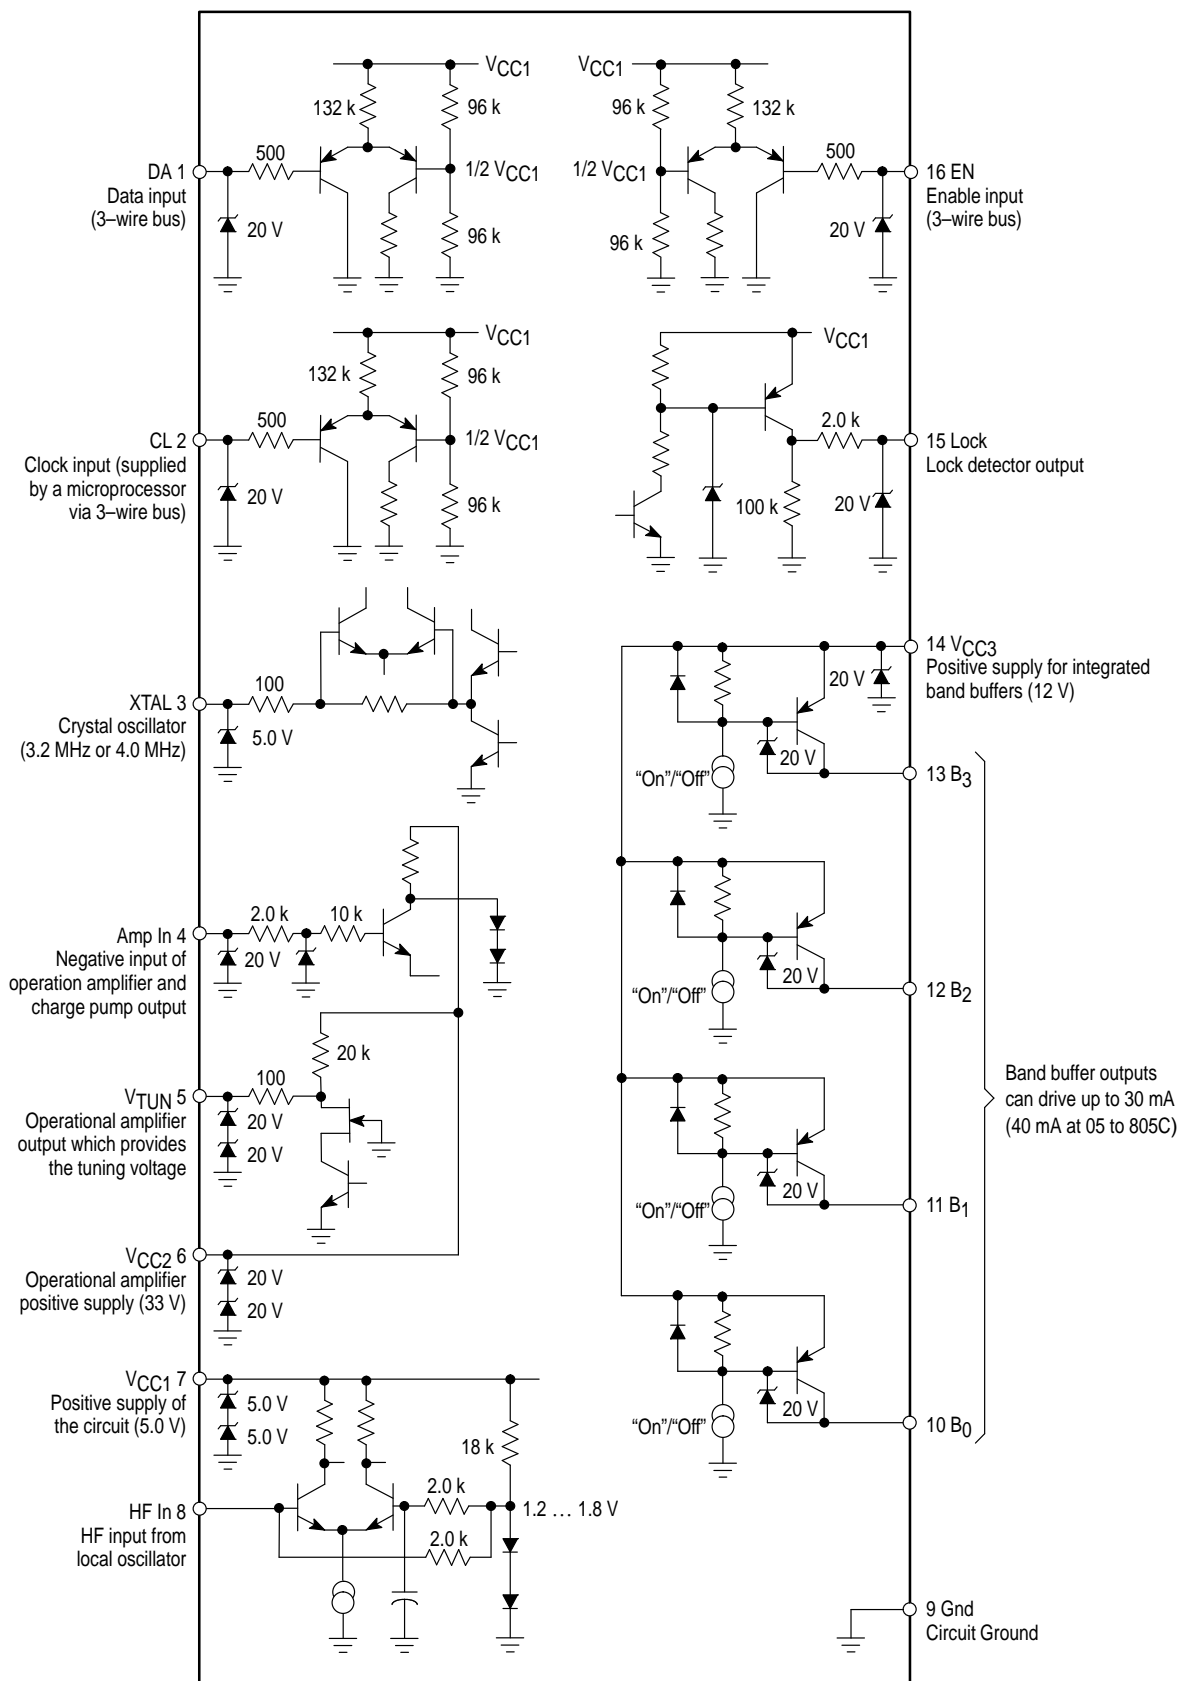 VCC1
132 k
96 k
DA 1
500
1/2 VCC1
Data input
(3–wire bus)
20 V
96 k
VCC1
96 k
132 k
1/2 VCC1
500
16 EN
Enable input
(3–wire bus)
96 k
20 V
VCC1
132 k
96 k
CL 2
500
1/2 VCC1
Clock input (supplied
by a microprocessor
via 3–wire bus)
20 V
96 k
VCC1
2.0 k
15 Lock
Lock detector output
100 k
20 V
XTAL 3
100
Crystal oscillator
(3.2 MHz or 4.0 MHz)
5.0 V
14 VCC3
Positive supply for integrated
band buffers (12 V)
20 V
20 V
“On”/“Off”
13 B3
Amp In 4
2.0 k
10 k
Negative input of
operation amplifier and
charge pump output
20 V
20 V
“On”/“Off”
12 B2
20 k
VTUN 5
100
Operational amplifier
output which provides
the tuning voltage
20 V
20 V
Band buffer outputs
can drive up to 30 mA
(40 mA at 05 to 805C)
20 V
“On”/“Off”
11 B1
VCC2 6
Operational amplifier
positive supply (33 V)
20 V
20 V
VCC1 7
Positive supply of
the circuit (5.0 V)
5.0 V
5.0 V
18 k
20 V
“On”/“Off”
10 B0
HF In 8
HF input from
local oscillator
2.0 k
1.2 … 1.8 V
2.0 k
9 Gnd
Circuit Ground